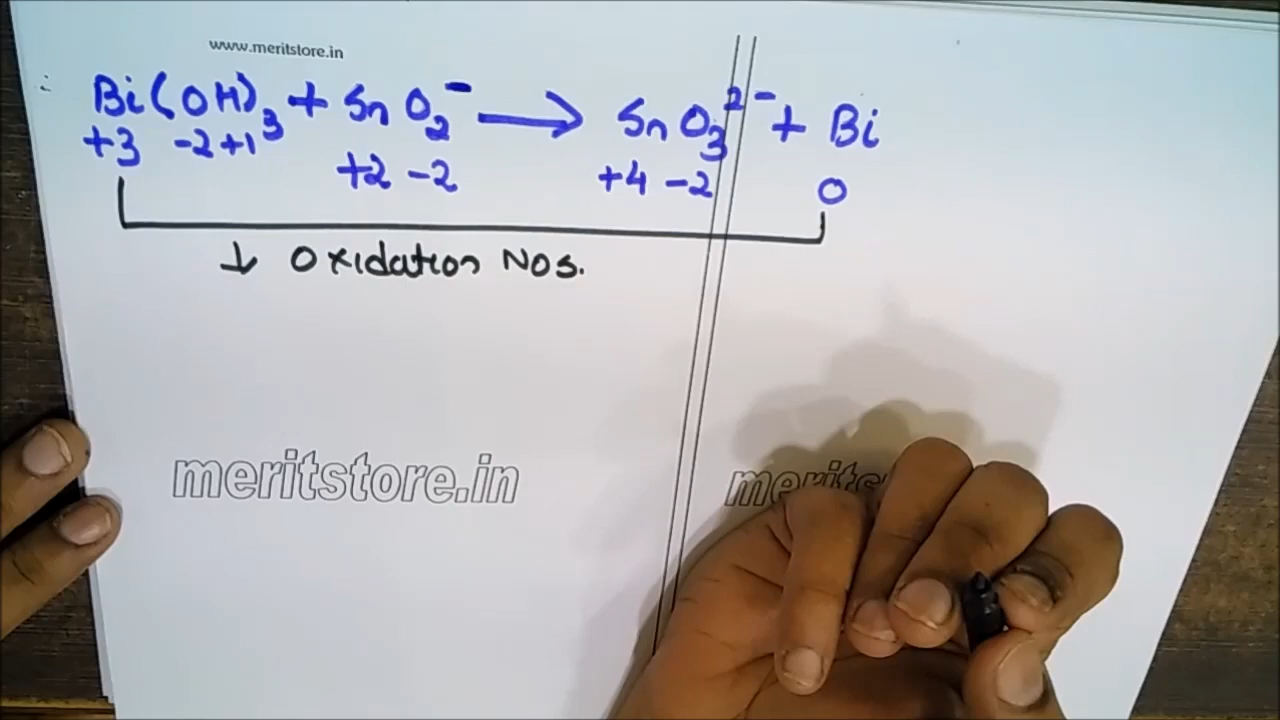 www.meritstore.in
Bi(OH)₃ + SnO₂⁻ ⟶ SnO₃²⁻ + Bi
+3 -2+1 +2 -2 +4 -2 0
↓ Oxidation Nos.
meritstore.in merits